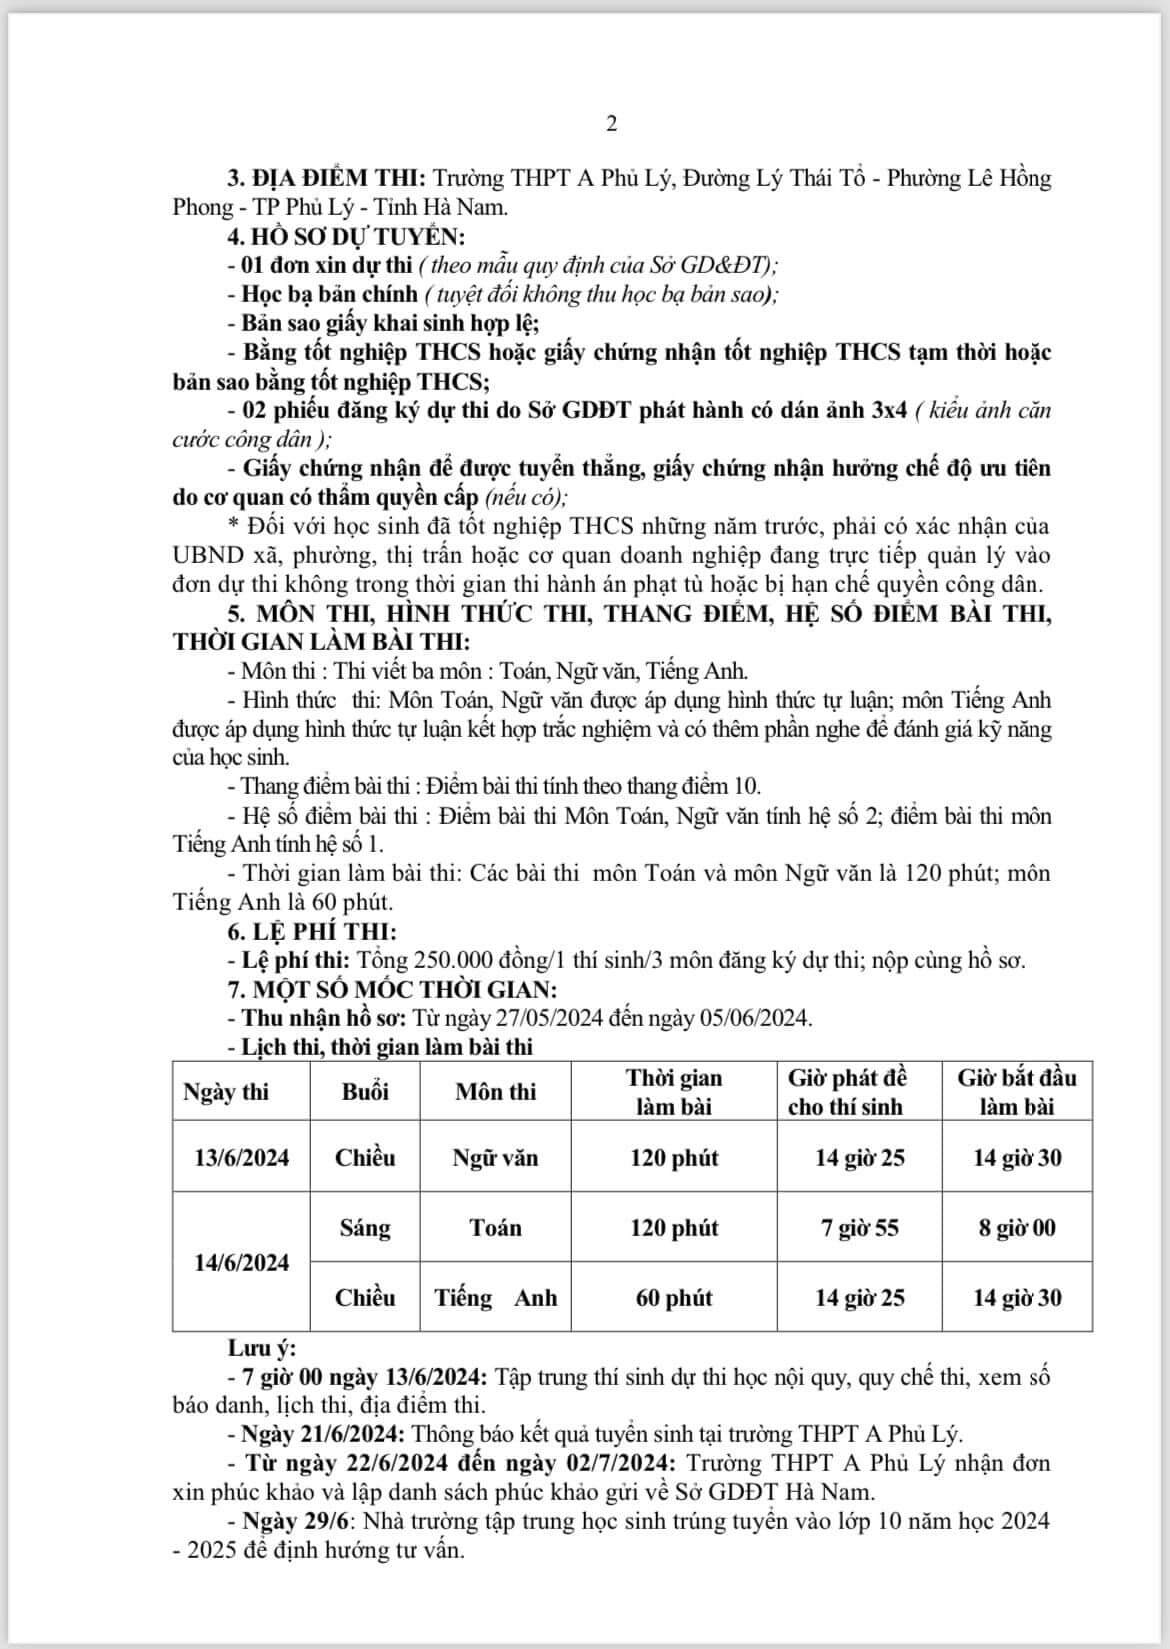 2
3. ĐỊA ĐIỂM THI: Trường THPT A Phủ Lý, Đường Lý Thái Tổ - Phường Lê Hồng
Phong - TP Phủ Lý - Tỉnh Hà Nam.
4. HỒ SƠ DỰ TUYỂN:
- 01 đơn xin dự thi ( theo mẫu quy định của Sở GD&ĐT);
- Học bạ bản chính ( tuyệt đối không thu học bạ bản sao);
- Bản sao giấy khai sinh hợp lệ;
- Bằng tốt nghiệp THCS hoặc giấy chứng nhận tốt nghiệp THCS tạm thời hoặc
bản sao bằng tốt nghiệp THCS;
- 02 phiếu đăng ký dự thi do Sở GDĐT phát hành có dán ảnh 3x4 ( kiểu ảnh căn
cước công dân );
- Giấy chứng nhận để được tuyển thẳng, giấy chứng nhận hưởng chế độ ưu tiên
do cơ quan có thẩm quyền cấp (nếu có);
* Đối với học sinh đã tốt nghiệp THCS những năm trước, phải có xác nhận của
UBND xã, phường, thị trấn hoặc cơ quan doanh nghiệp đang trực tiếp quản lý vào
đơn dự thi không trong thời gian thi hành án phạt tù hoặc bị hạn chế quyền công dân.
5. MÔN THI, HÌNH THỨC THI, THANG ĐIỂM, HỆ SỐ ĐIỂM BÀI THI,
THỜI GIAN LÀM BÀI THI:
- Môn thi : Thi viết ba môn : Toán, Ngữ văn, Tiếng Anh.
- Hình thức thi: Môn Toán, Ngữ văn được áp dụng hình thức tự luận; môn Tiếng Anh
được áp dụng hình thức tự luận kết hợp trắc nghiệm và có thêm phần nghe để đánh giá kỹ năng
của học sinh.
- Thang điểm bài thi : Điểm bài thi tính theo thang điểm 10.
- Hệ số điểm bài thi : Điểm bài thi Môn Toán, Ngữ văn tính hệ số 2; điểm bài thi môn
Tiếng Anh tính hệ số 1.
- Thời gian làm bài thi: Các bài thi môn Toán và môn Ngữ văn là 120 phút; môn
Tiếng Anh là 60 phút.
6. LỆ PHÍ THI:
- Lệ phí thi: Tổng 250.000 đồng/1 thí sinh/3 môn đăng ký dự thi; nộp cùng hồ sơ.
7. MỘT SỐ MỐC THỜI GIAN:
- Thu nhận hồ sơ: Từ ngày 27/05/2024 đến ngày 05/06/2024.
- Lịch thi, thời gian làm bài thi
Ngày thi Buổi Môn thi Thời gian làm bài Giờ phát đề cho thí sinh Giờ bắt đầu làm bài
13/6/2024 Chiều Ngữ văn 120 phút 14 giờ 25 14 giờ 30
14/6/2024 Sáng Toán 120 phút 7 giờ 55 8 giờ 00
Chiều Tiếng Anh 60 phút 14 giờ 25 14 giờ 30
Lưu ý:
- 7 giờ 00 ngày 13/6/2024: Tập trung thí sinh dự thi học nội quy, quy chế thi, xem số
báo danh, lịch thi, địa điểm thi.
- Ngày 21/6/2024: Thông báo kết quả tuyển sinh tại trường THPT A Phủ Lý.
- Từ ngày 22/6/2024 đến ngày 02/7/2024: Trường THPT A Phủ Lý nhận đơn
xin phúc khảo và lập danh sách phúc khảo gửi về Sở GDĐT Hà Nam.
- Ngày 29/6: Nhà trường tập trung học sinh trúng tuyển vào lớp 10 năm học 2024
- 2025 để định hướng tư vấn.